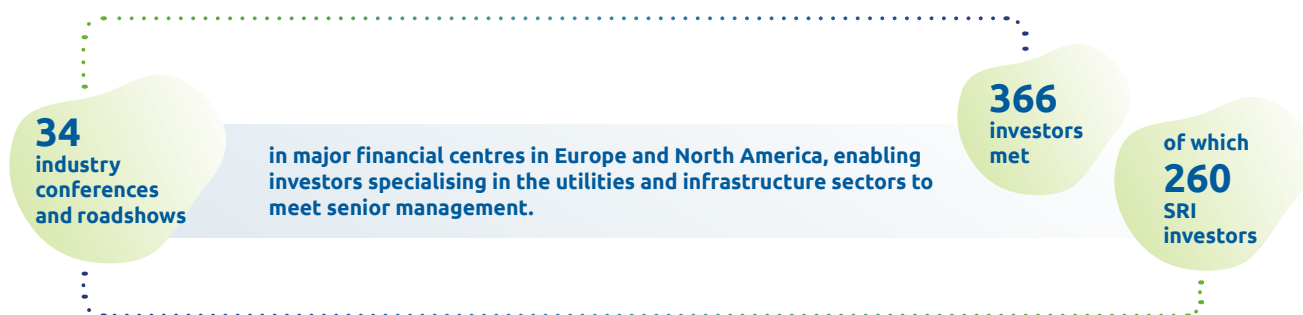 34
industry
conferences
and roadshows
in major financial centres in Europe and North America, enabling
investors specialising in the utilities and infrastructure sectors to
meet senior management.
366
investors
met
of which
260
SRI
investors